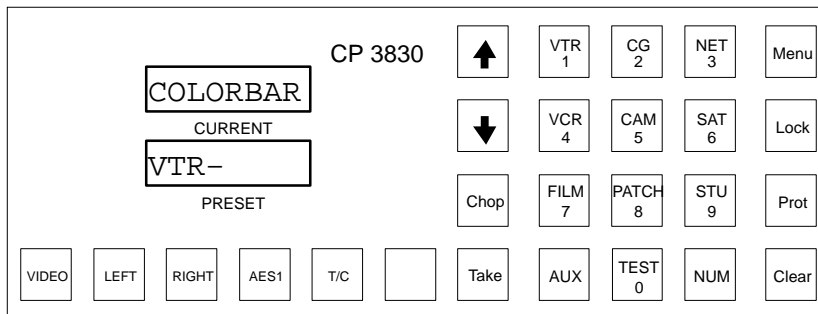 CP 3830
COLORBAR
CURRENT
VTR-
PRESET
VTR
1
CG
2
NET
3
Menu
VCR
4
CAM
5
SAT
6
Lock
Chop
FILM
7
PATCH
8
STU
9
Prot
VIDEO
LEFT
RIGHT
AES1
T/C
Take
AUX
TEST
0
NUM
Clear